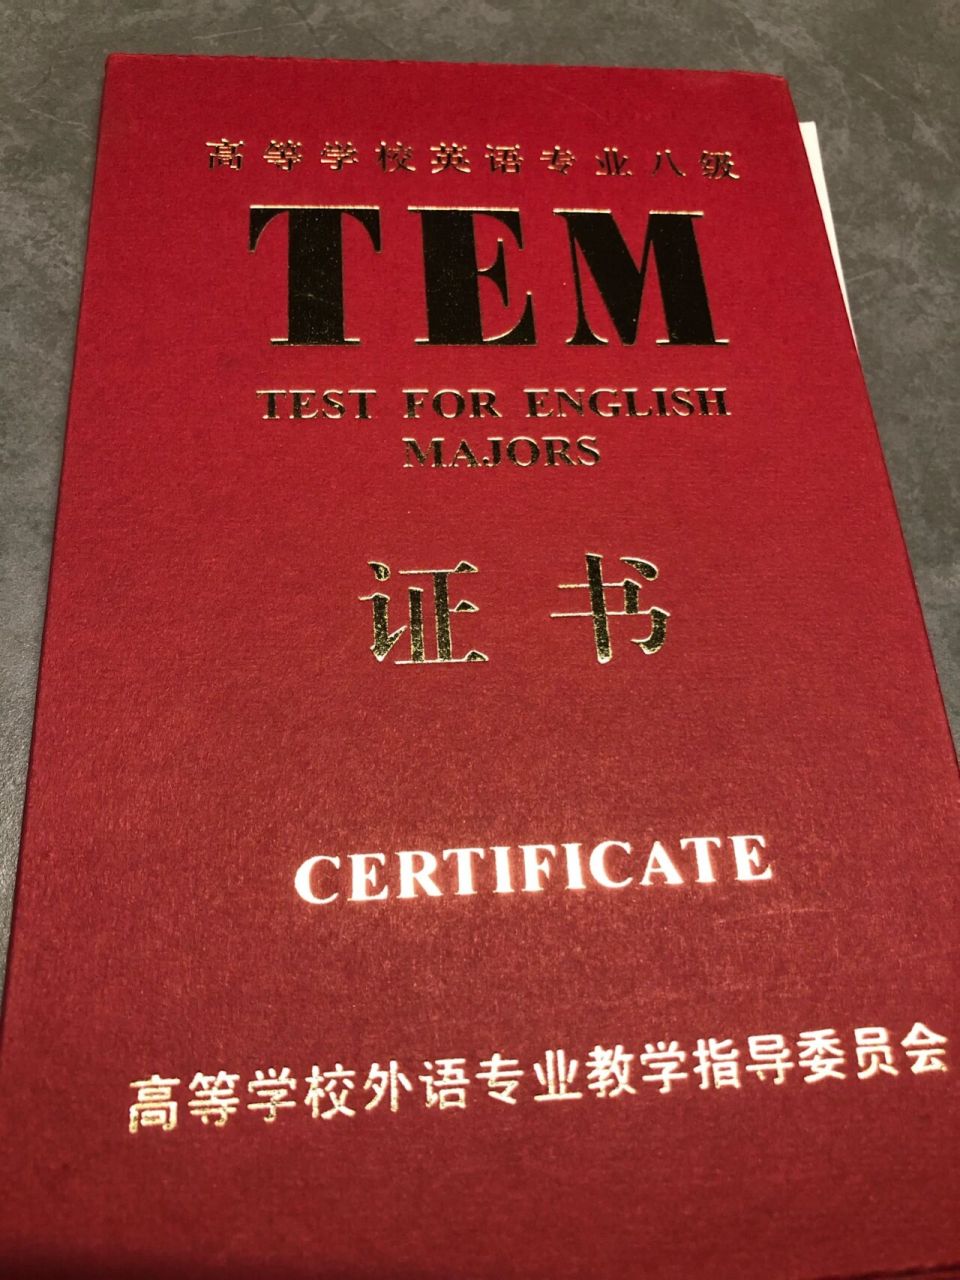 高等学校英语专业八级
TEM
TEST FOR ENGLISH
MAJORS
证书
CERTIFICATE
高等学校外语专业教学指导委员会